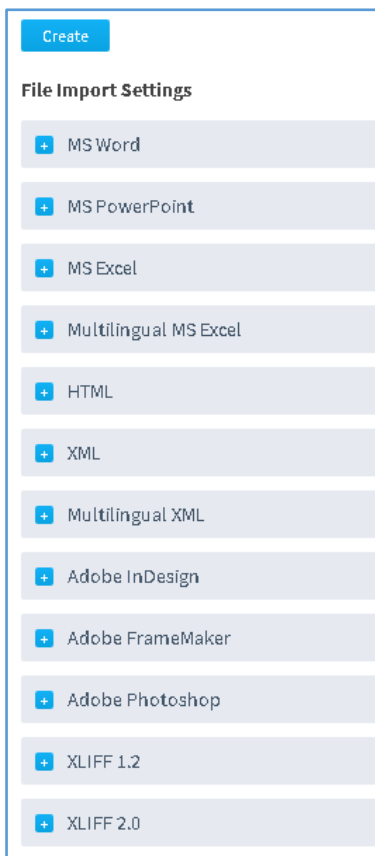 Create
File Import Settings
+ MS Word
+ MS PowerPoint
+ MS Excel
+ Multilingual MS Excel
+ HTML
+ XML
+ Multilingual XML
+ Adobe InDesign
+ Adobe FrameMaker
+ Adobe Photoshop
+ XLIFF 1.2
+ XLIFF 2.0